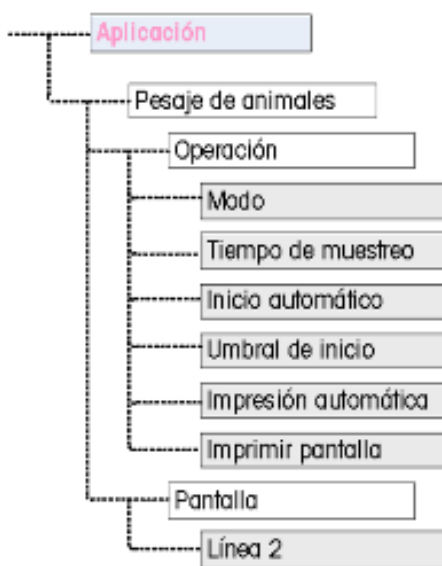 Aplicación
Pesaje de animales
Operación
Modo
Tiempo de muestreo
Inicio automático
Umbral de inicio
Impresión automática
Imprimir pantalla
Pantalla
Línea 2